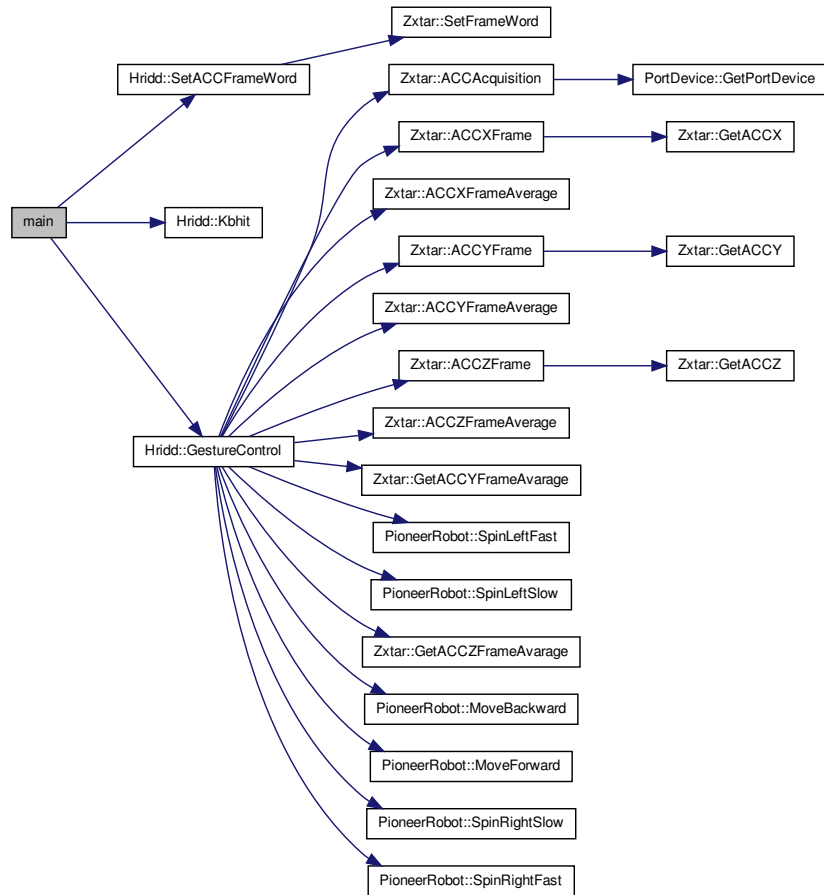 Zxtar::SetFrameWord
Hridd::SetACCFrameWord
Zxtar::ACCAcquisition
PortDevice::GetPortDevice
Zxtar::ACCXFrame
Zxtar::GetACCX
Zxtar::ACCXFrameAverage
main
Hridd::Kbhit
Zxtar::ACCYFrame
Zxtar::GetACCY
Zxtar::ACCYFrameAverage
Zxtar::ACCZFrame
Zxtar::GetACCZ
Zxtar::ACCZFrameAverage
Hridd::GestureControl
Zxtar::GetACCYFrameAvarage
PioneerRobot::SpinLeftFast
PioneerRobot::SpinLeftSlow
Zxtar::GetACCZFrameAvarage
PioneerRobot::MoveBackward
PioneerRobot::MoveForward
PioneerRobot::SpinRightSlow
PioneerRobot::SpinRightFast